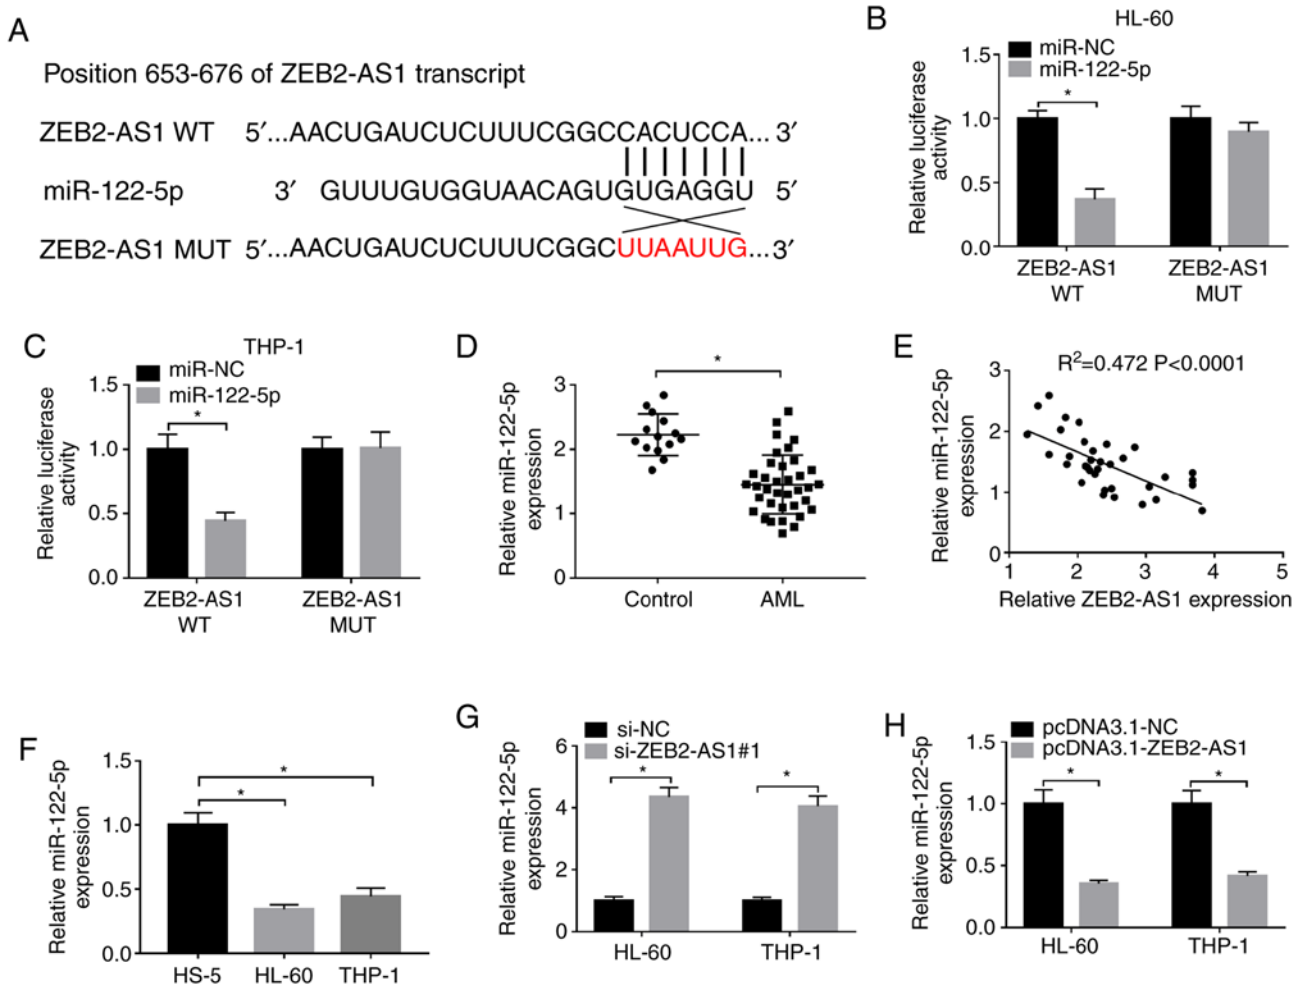 A
Position 653-676 of ZEB2-AS1 transcript
ZEB2-AS1 WT 5′...AACUGAUCUCUUUCGGCCACUCCA... 3′
miR-122-5p 3′ GUUUGUGGUAACAGUGUGAGGU 5′
ZEB2-AS1 MUT 5′...AACUGAUCUCUUUCGGCUUAAUUG...3′
B
HL-60
miR-NC
miR-122-5p
Relative luciferase
activity
1.5
1.0
0.5
0.0
*
ZEB2-AS1
WT
ZEB2-AS1
MUT
C
THP-1
miR-NC
miR-122-5p
Relative luciferase
activity
1.5
1.0
0.5
0.0
*
ZEB2-AS1
WT
ZEB2-AS1
MUT
D
Relative miR-122-5p
expression
3
2
1
0
*
Control
AML
E
R²=0.472 P<0.0001
Relative miR-122-5p
expression
3
2
1
0
1 2 3 4 5
Relative ZEB2-AS1 expression
F
Relative miR-122-5p
expression
1.5
1.0
0.5
0.0
*
*
HS-5 HL-60 THP-1
G
si-NC
si-ZEB2-AS1#1
Relative miR-122-5p
expression
6
4
2
0
*
*
HL-60 THP-1
H
pcDNA3.1-NC
pcDNA3.1-ZEB2-AS1
Relative miR-122-5p
expression
1.5
1.0
0.5
0.0
*
*
HL-60 THP-1